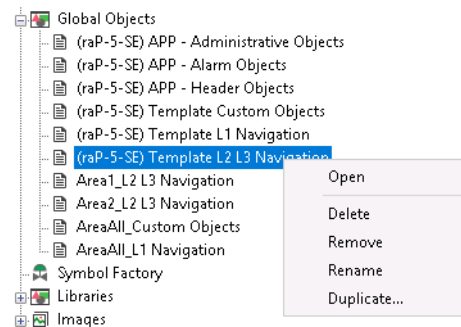 Global Objects
(raP-5-SE) APP - Administrative Objects
(raP-5-SE) APP - Alarm Objects
(raP-5-SE) APP - Header Objects
(raP-5-SE) Template Custom Objects
(raP-5-SE) Template L1 Navigation
(raP-5-SE) Template L2 L3 Navigation
Area1_L2 L3 Navigation
Area2_L2 L3 Navigation
AreaAll_Custom Objects
AreaAll_L1 Navigation
Symbol Factory
Libraries
Images
Open
Delete
Remove
Rename
Duplicate...